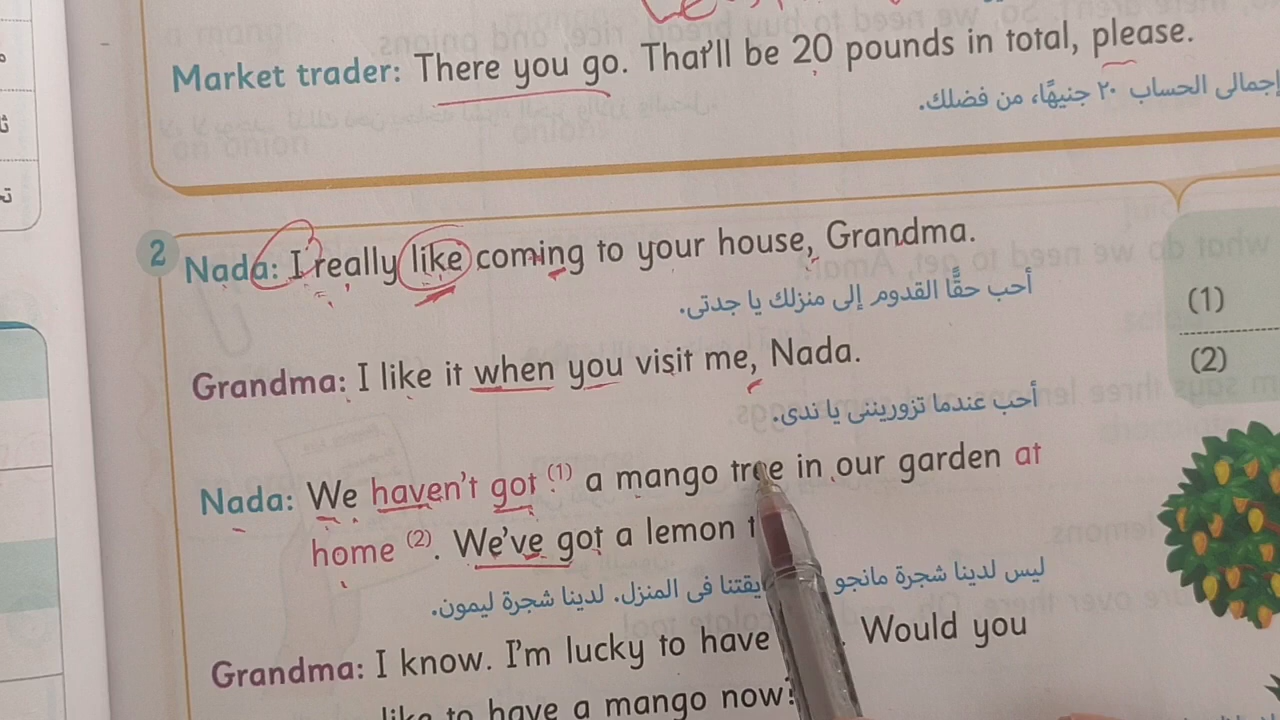 Market trader: There you go. That'll be 20 pounds in total, please.
إجمالى الحساب ٢٠ جنيهًا، من فضلك.
2
Nada: I really like coming to your house, Grandma.
أحب حقًّا القدوم إلى منزلك يا جدتى.
Grandma: I like it when you visit me, Nada.
أحب عندما تزوريننى يا ندى.
Nada: We haven't got (1) a mango tree in our garden at
home (2). We've got a lemon
ليس لدينا شجرة مانجو فى المنزل. لدينا شجرة ليمون.
Grandma: I know. I'm lucky to have . Would you
like to have a mango now?
(1)
(2)